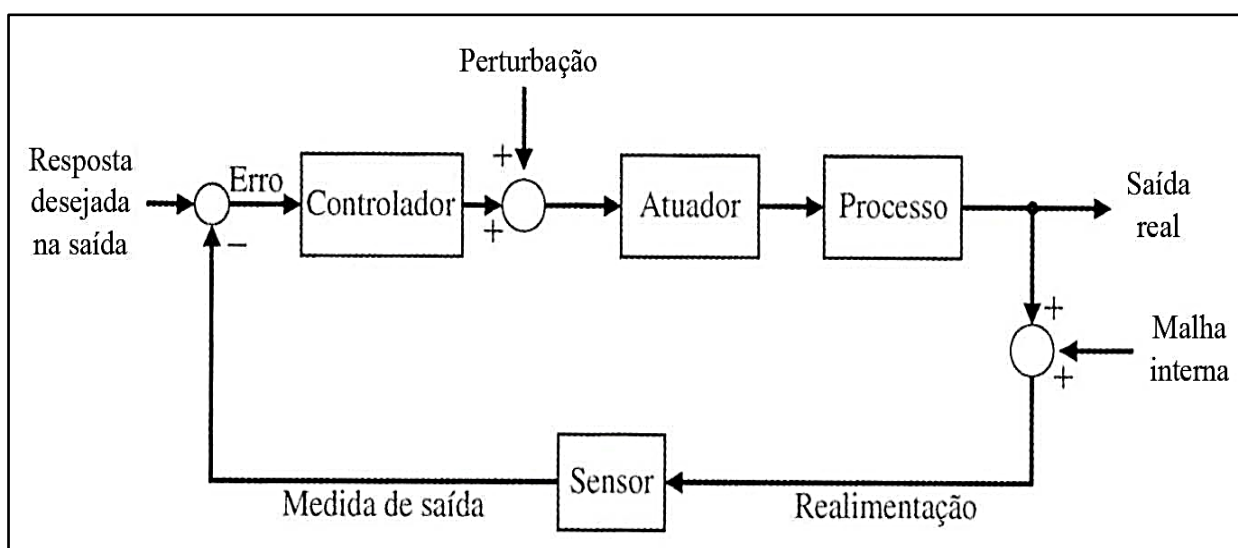 Perturbação
Resposta
desejada
na saída
Erro
+
Controlador
+
Atuador
Processo
Saída
real
−
+
Malha
interna
+
Sensor
Medida de saída
Realimentação